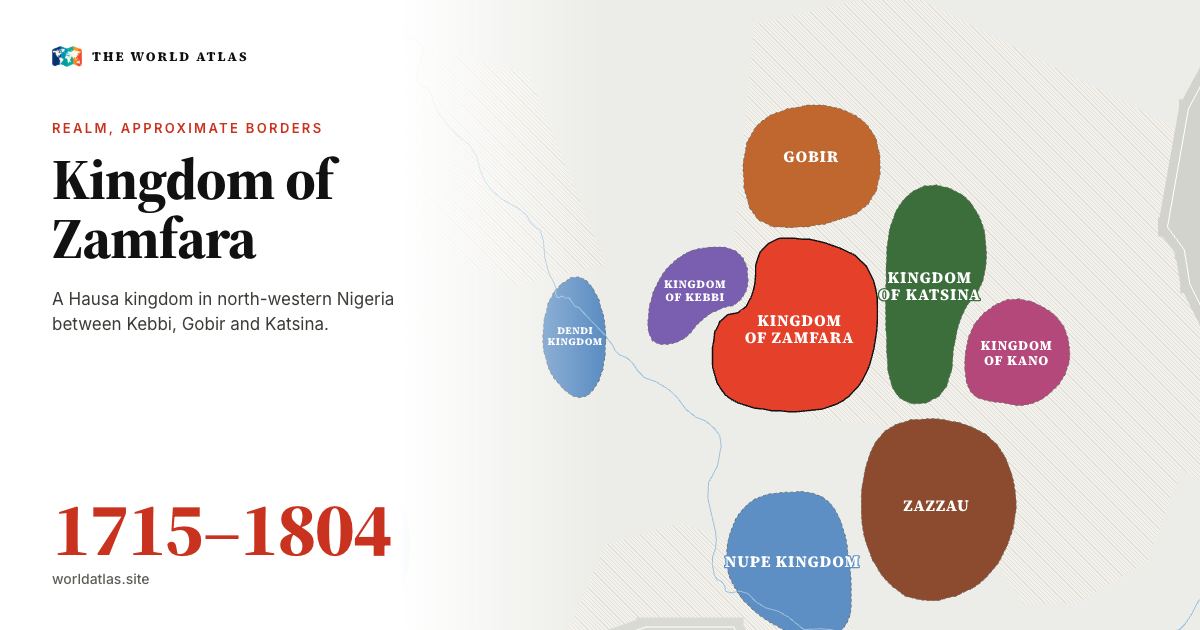 THE WORLD ATLAS
REALM, APPROXIMATE BORDERS
Kingdom of
Zamfara
A Hausa kingdom in north-western Nigeria
between Kebbi, Gobir and Katsina.
1715–1804
worldatlas.site
GOBIR
KINGDOM
OF KATSINA
KINGDOM
OF KEBBI
KINGDOM
OF ZAMFARA
DENDI
KINGDOM
KINGDOM
OF KANO
ZAZZAU
NUPE KINGDOM